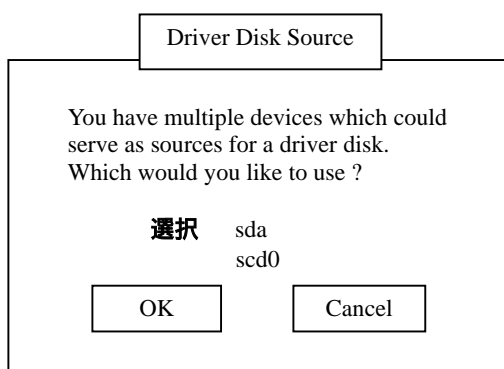 Driver Disk Source
You have multiple devices which could
serve as sources for a driver disk.
Which would you like to use ?
選択 sda
scd0
OK Cancel